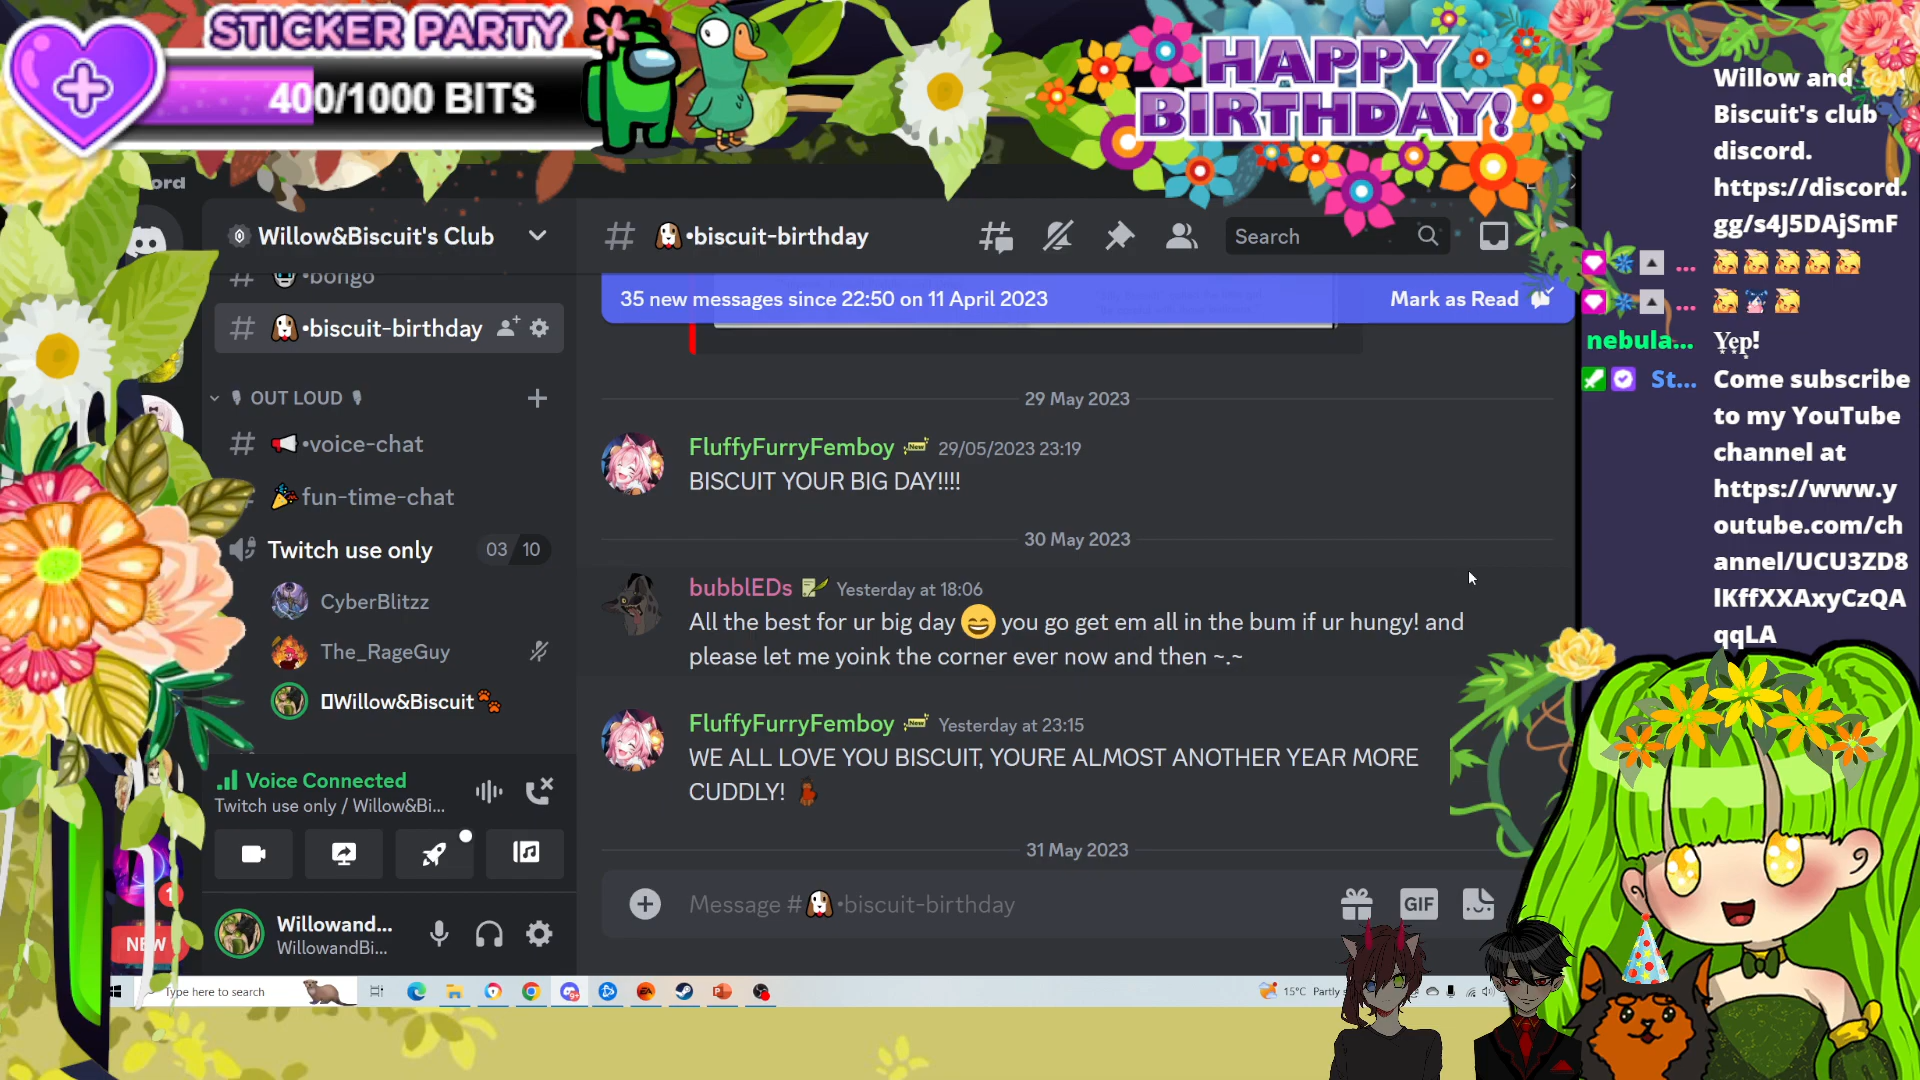 STICKER PARTY
400/1000 BITS
HAPPY
BIRTHDAY!
ord
Willow&Biscuit's Club
•bongo
•biscuit-birthday
OUT LOUD
•voice-chat
fun-time-chat
Twitch use only
03 10
CyberBlitzz
The_RageGuy
Willow&Biscuit
Voice Connected
Twitch use only / Willow&Bi...
Willowand...
WillowandBi...
NEW
1
•biscuit-birthday
Search
35 new messages since 22:50 on 11 April 2023
Mark as Read
29 May 2023
FluffyFurryFemboy New 29/05/2023 23:19
BISCUIT YOUR BIG DAY!!!!
30 May 2023
bubblEDs Yesterday at 18:06
All the best for ur big day 😄 you go get em all in the bum if ur hungy! and
please let me yoink the corner ever now and then ~.~
FluffyFurryFemboy New Yesterday at 23:15
WE ALL LOVE YOU BISCUIT, YOURE ALMOST ANOTHER YEAR MORE
CUDDLY!
31 May 2023
Message # •biscuit-birthday
GIF
Type here to search
15°C Partly
Willow and
Biscuit's club
discord.
https://discord.
gg/s4J5DAjSmF
...
...
nebula... Yep!
St... Come subscribe
to my YouTube
channel at
https://www.y
outube.com/ch
annel/UCU3ZD8
lKffXXAxyCzQA
qqLA